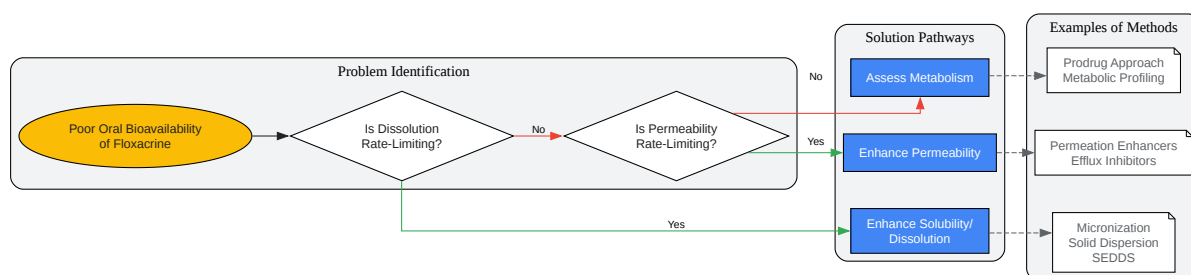 Problem Identification
Poor Oral Bioavailability
of Floxacrine
Is Dissolution
Rate-Limiting?
No
Is Permeability
Rate-Limiting?
No
Yes
Yes
Solution Pathways
Assess Metabolism
Enhance Permeability
Enhance Solubility/
Dissolution
Examples of Methods
Prodrug Approach
Metabolic Profiling
Permeation Enhancers
Efflux Inhibitors
Micronization
Solid Dispersion
SEDDS